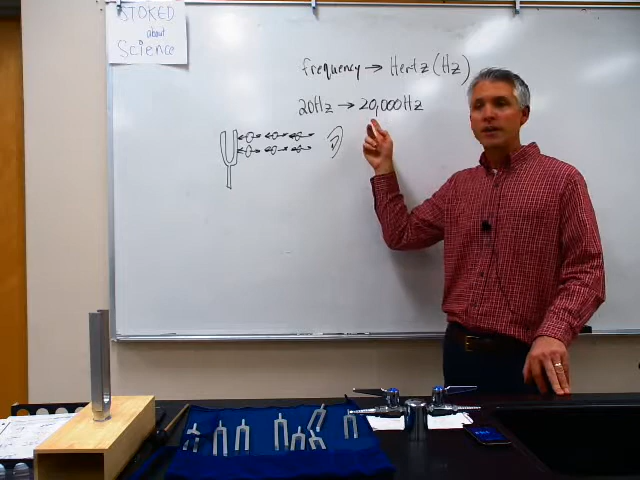 STOKED
about
Science
frequency → Hertz (Hz)
20Hz → 20,000Hz